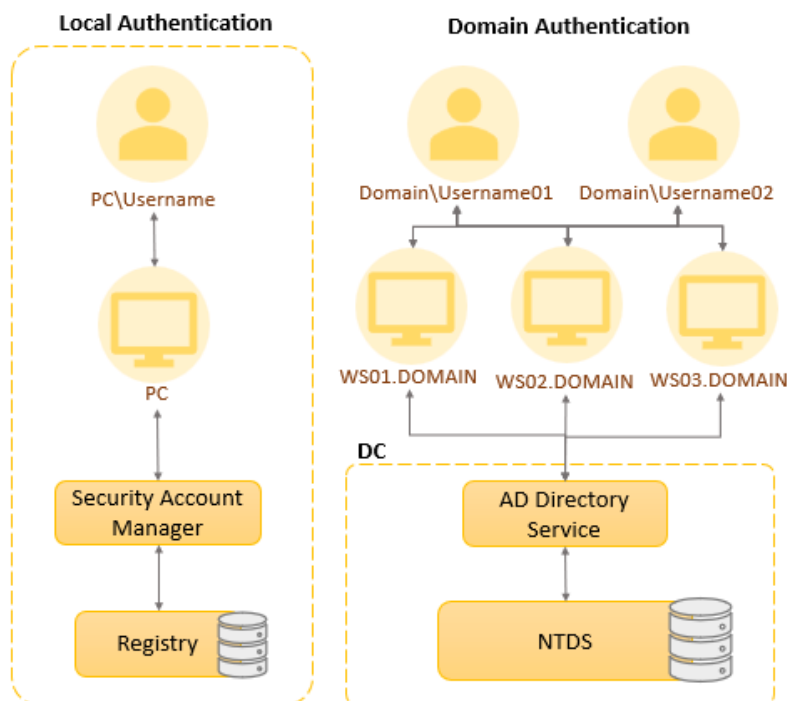 Local Authentication
PC\Username
PC
Security Account
Manager
Registry
Domain Authentication
Domain\Username01
Domain\Username02
WS01.DOMAIN
WS02.DOMAIN
WS03.DOMAIN
DC
AD Directory
Service
NTDS